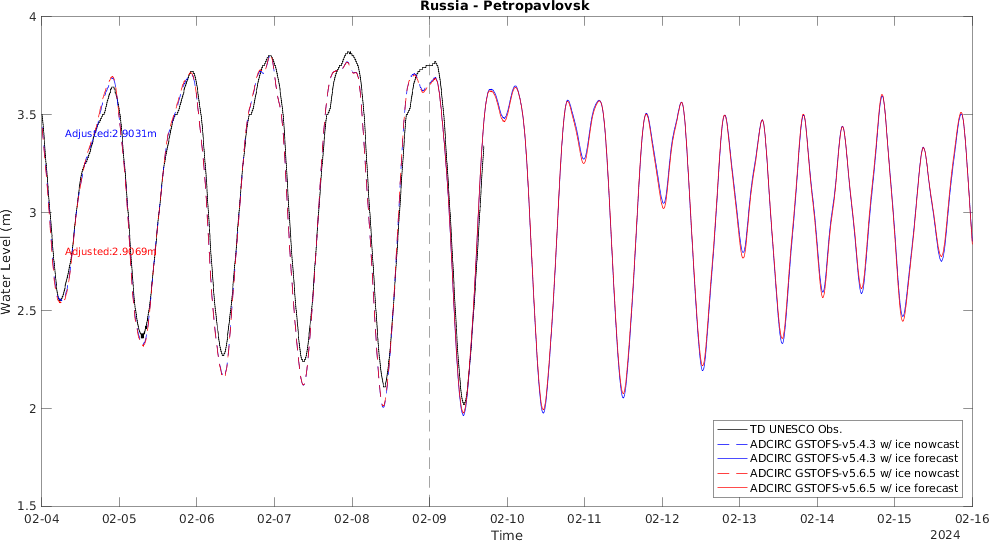 Russia - Petropavlovsk
4
3.5
3
2.5
2
1.5
Water Level (m)
Adjusted:2.9031m
Adjusted:2.9069m
TD UNESCO Obs.
ADCIRC GSTOFS-v5.4.3 w/ ice nowcast
ADCIRC GSTOFS-v5.4.3 w/ ice forecast
ADCIRC GSTOFS-v5.6.5 w/ ice nowcast
ADCIRC GSTOFS-v5.6.5 w/ ice forecast
02-04 02-05 02-06 02-07 02-08 02-09 02-10 02-11 02-12 02-13 02-14 02-15 02-16
Time
2024